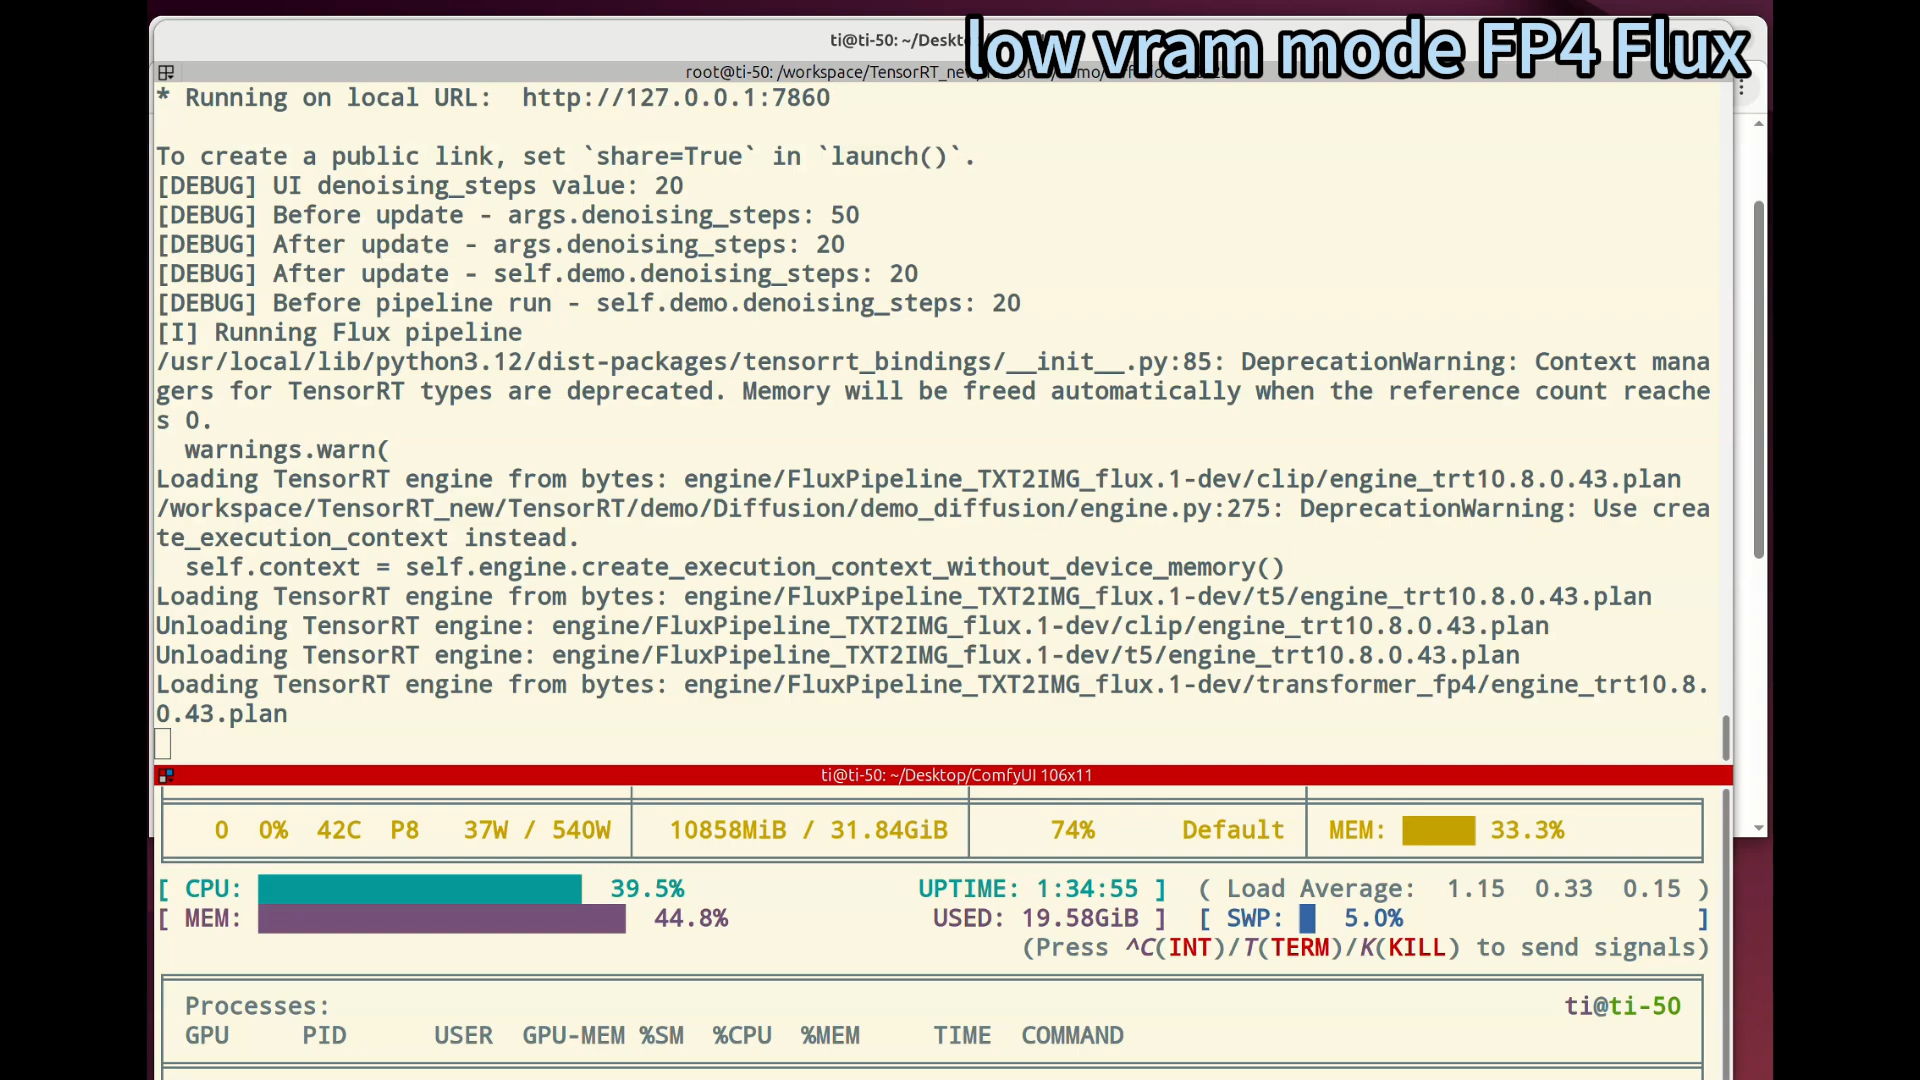 low vram mode FP4 Flux
ti@ti-50: ~/Deskt
root@ti-50: /workspace/TensorRT_new/
* Running on local URL:  http://127.0.0.1:7860
To create a public link, set `share=True` in `launch()`.
[DEBUG] UI denoising_steps value: 20
[DEBUG] Before update - args.denoising_steps: 50
[DEBUG] After update - args.denoising_steps: 20
[DEBUG] After update - self.demo.denoising_steps: 20
[DEBUG] Before pipeline run - self.demo.denoising_steps: 20
[I] Running Flux pipeline
/usr/local/lib/python3.12/dist-packages/tensorrt_bindings/__init__.py:85: DeprecationWarning: Context mana
gers for TensorRT types are deprecated. Memory will be freed automatically when the reference count reache
s 0.
  warnings.warn(
Loading TensorRT engine from bytes: engine/FluxPipeline_TXT2IMG_flux.1-dev/clip/engine_trt10.8.0.43.plan
/workspace/TensorRT_new/TensorRT/demo/Diffusion/demo_diffusion/engine.py:275: DeprecationWarning: Use crea
te_execution_context instead.
  self.context = self.engine.create_execution_context_without_device_memory()
Loading TensorRT engine from bytes: engine/FluxPipeline_TXT2IMG_flux.1-dev/t5/engine_trt10.8.0.43.plan
Unloading TensorRT engine: engine/FluxPipeline_TXT2IMG_flux.1-dev/clip/engine_trt10.8.0.43.plan
Unloading TensorRT engine: engine/FluxPipeline_TXT2IMG_flux.1-dev/t5/engine_trt10.8.0.43.plan
Loading TensorRT engine from bytes: engine/FluxPipeline_TXT2IMG_flux.1-dev/transformer_fp4/engine_trt10.8.
0.43.plan
ti@ti-50: ~/Desktop/ComfyUI 106x11
0 0% 42C P8 37W / 540W 10858MiB / 31.84GiB 74% Default MEM: 33.3%
[ CPU: 39.5% UPTIME: 1:34:55 ] ( Load Average: 1.15 0.33 0.15 )
[ MEM: 44.8% USED: 19.58GiB ] [ SWP: 5.0% ]
(Press ^C(INT)/T(TERM)/K(KILL) to send signals)
Processes: ti@ti-50
GPU PID USER GPU-MEM %SM %CPU %MEM TIME COMMAND